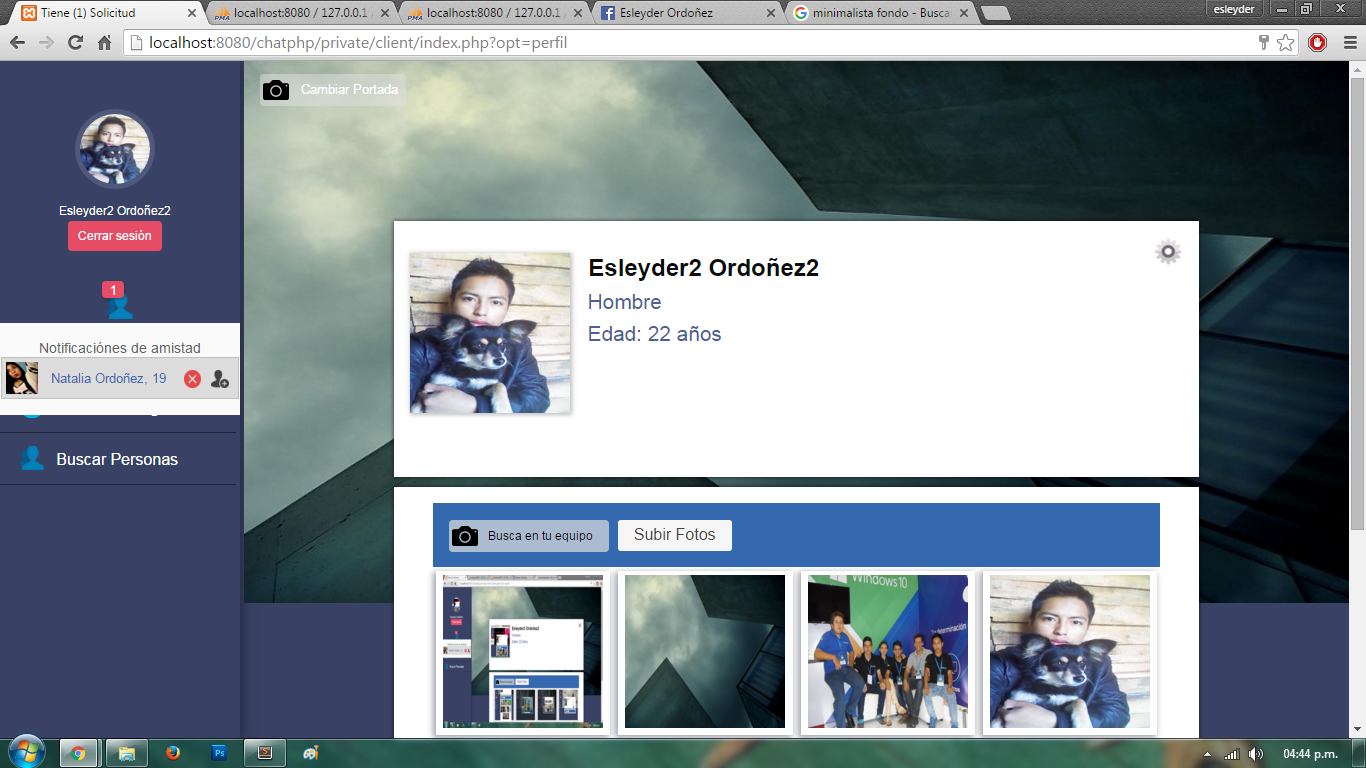 Tiene (1) Solicitud
localhost:8080 / 127.0.0.1
localhost:8080 / 127.0.0.1
Esleyder Ordoñez
minimalista fondo - Busca
esleyder
localhost:8080/chatphp/private/client/index.php?opt=perfil
Cambiar Portada
Esleyder2 Ordoñez2
Cerrar sesión
1
Notificaciónes de amistad
Natalia Ordoñez, 19
Buscar Personas
Esleyder2 Ordoñez2
Hombre
Edad: 22 años
Busca en tu equipo
Subir Fotos
Esleyder2 Ordoñez2
Windows 10
determinación
04:44 p.m.